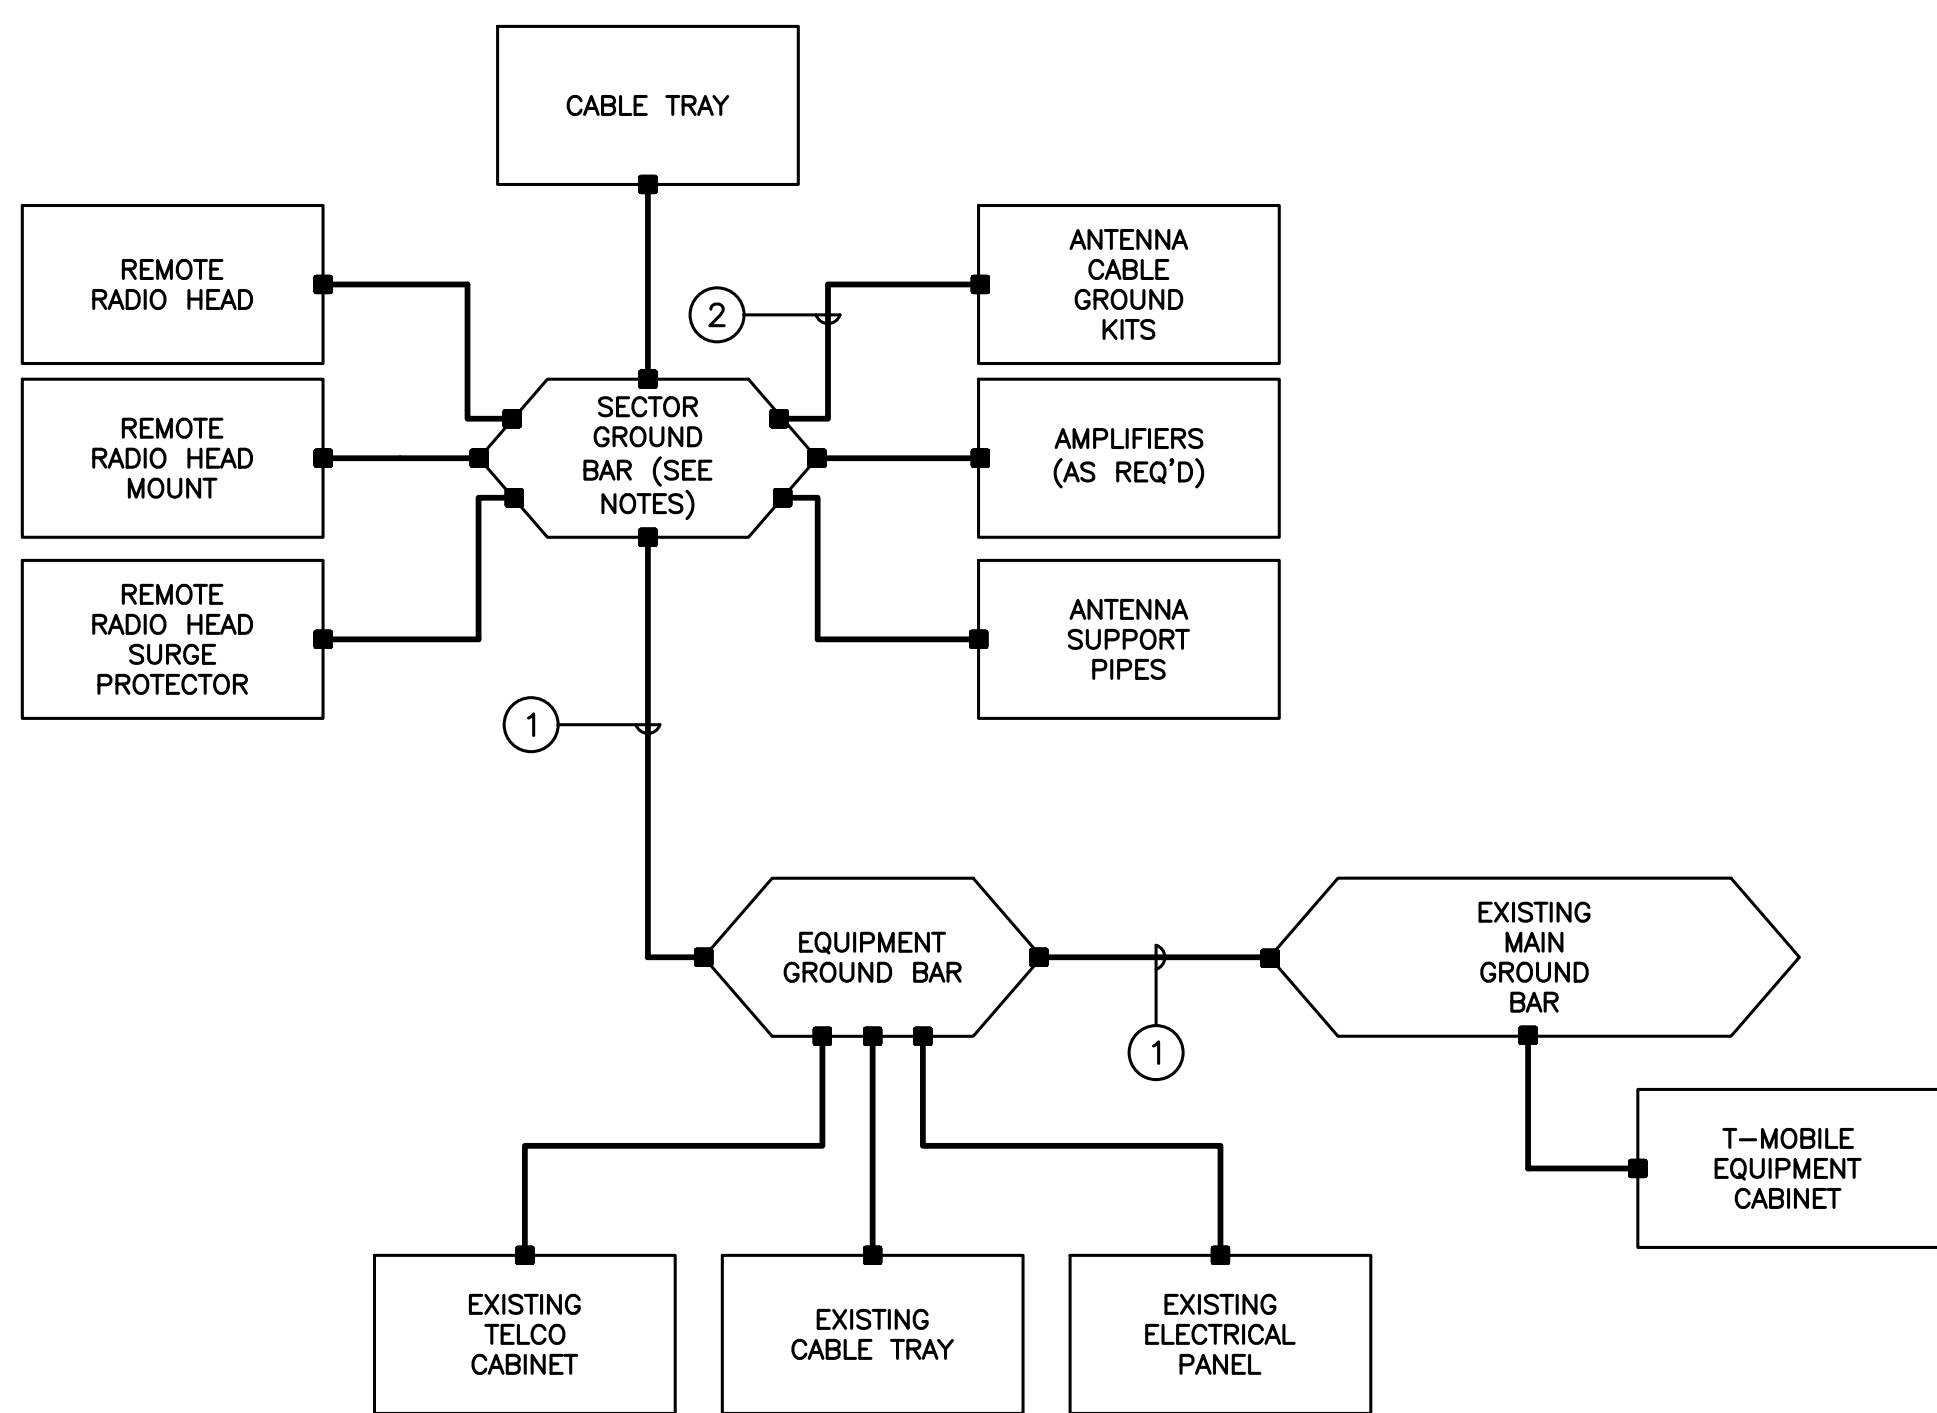 CABLE TRAY
REMOTE
RADIO HEAD
ANTENNA
CABLE
GROUND
KITS
2
REMOTE
RADIO HEAD
MOUNT
SECTOR
GROUND
BAR (SEE
NOTES)
AMPLIFIERS
(AS REQ'D)
REMOTE
RADIO HEAD
SURGE
PROTECTOR
ANTENNA
SUPPORT
PIPES
1
EQUIPMENT
GROUND BAR
EXISTING
MAIN
GROUND
BAR
1
T-MOBILE
EQUIPMENT
CABINET
EXISTING
TELCO
CABINET
EXISTING
CABLE TRAY
EXISTING
ELECTRICAL
PANEL